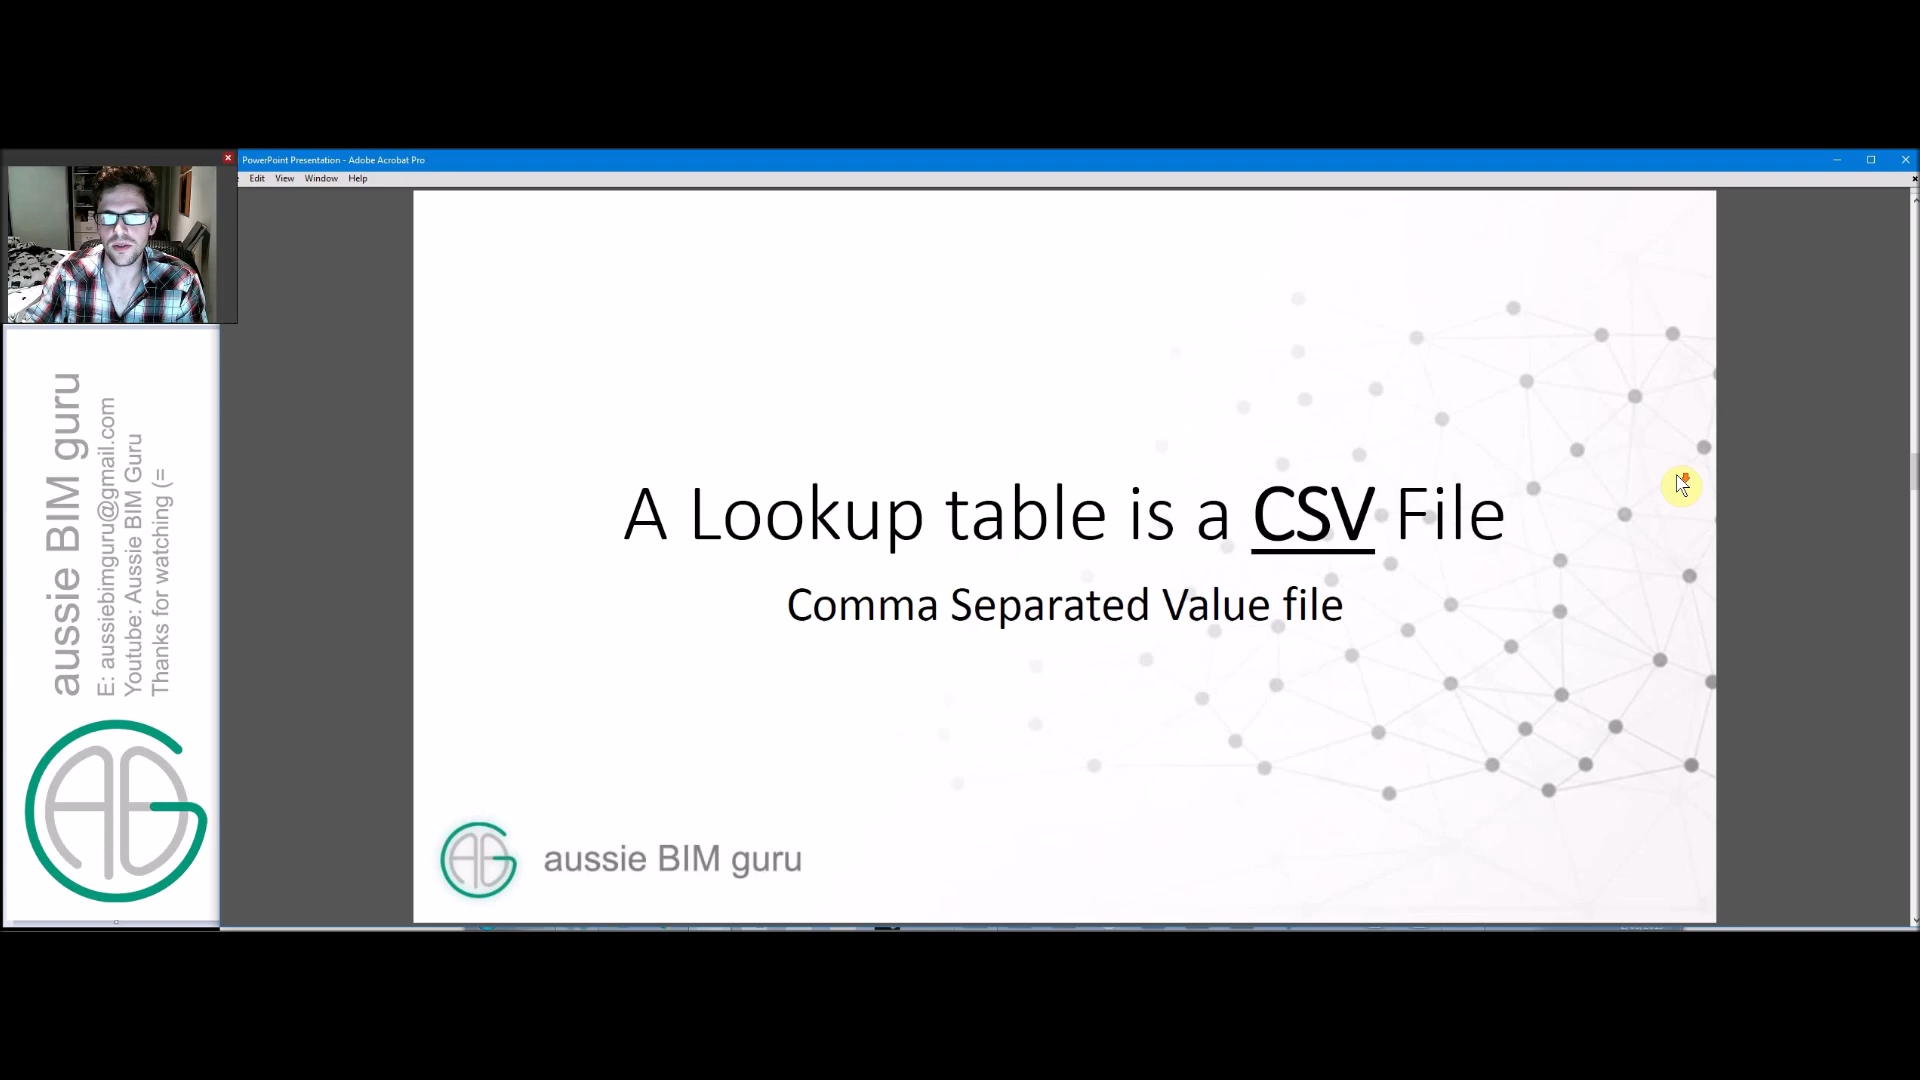 PowerPoint Presentation - Adobe Acrobat Pro
Edit View Window Help
A Lookup table is a CSV File
Comma Separated Value file
aussie BIM guru
aussie BIM guru
E: aussiebimguru@gmail.com
Youtube: Aussie BIM Guru
Thanks for watching (=